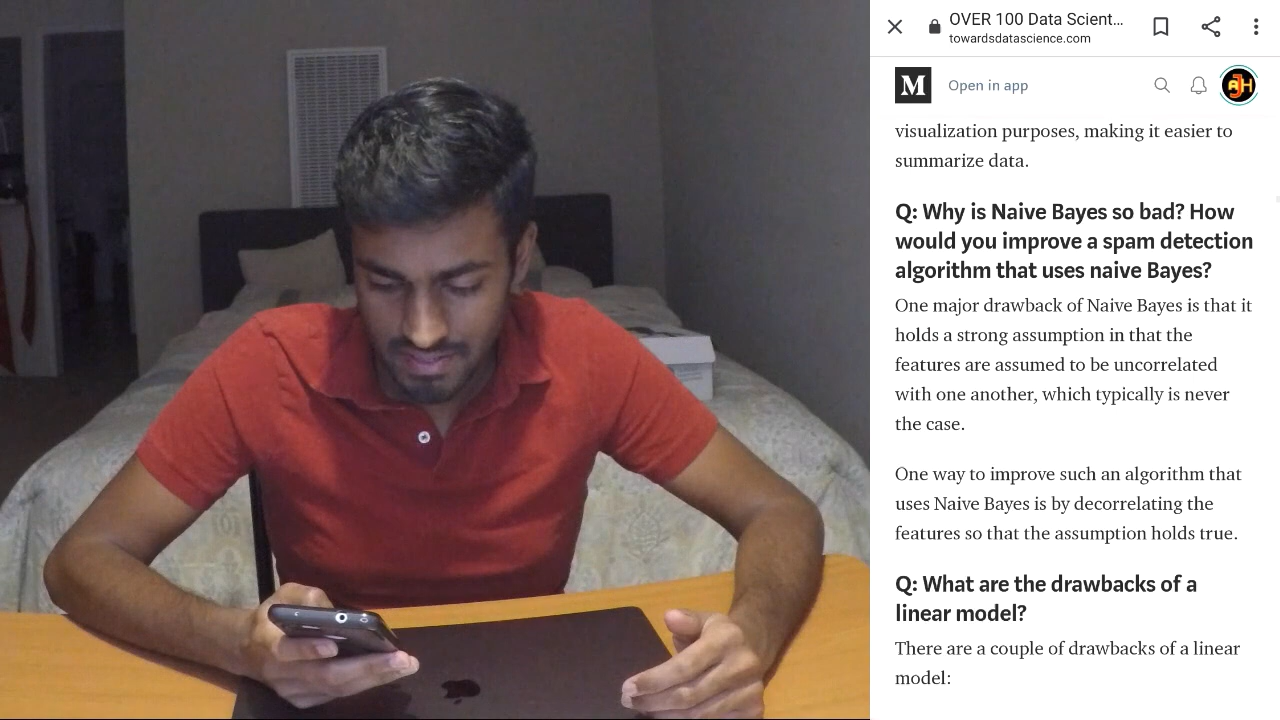 OVER 100 Data Scient...
towardsdatascience.com
M
Open in app
AJH
visualization purposes, making it easier to
summarize data.
Q: Why is Naive Bayes so bad? How
would you improve a spam detection
algorithm that uses naive Bayes?
One major drawback of Naive Bayes is that it
holds a strong assumption in that the
features are assumed to be uncorrelated
with one another, which typically is never
the case.
One way to improve such an algorithm that
uses Naive Bayes is by decorrelating the
features so that the assumption holds true.
Q: What are the drawbacks of a
linear model?
There are a couple of drawbacks of a linear
model: